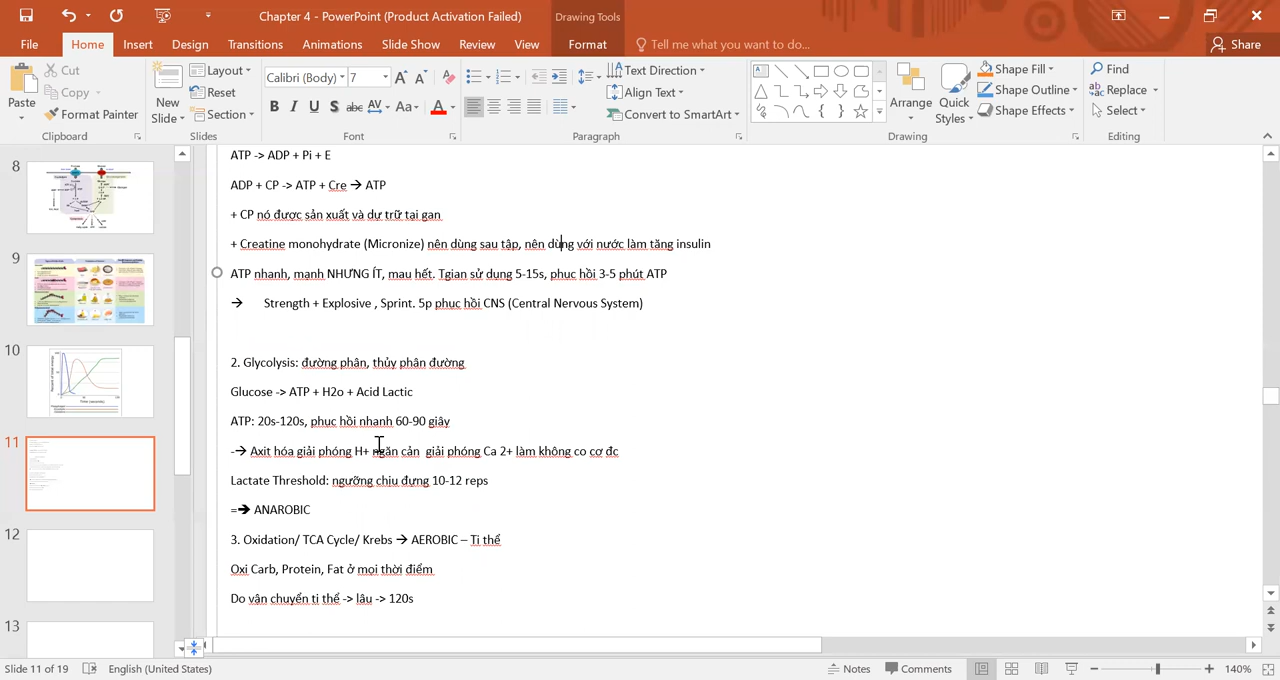 Chapter 4 - PowerPoint (Product Activation Failed)
Drawing Tools
File
Home
Insert
Design
Transitions
Animations
Slide Show
Review
View
Format
Tell me what you want to do...
Share
Paste
Cut
Copy
Format Painter
Clipboard
New
Slide
Layout
Reset
Section
Slides
Calibri (Body)
7
Font
Text Direction
Align Text
Convert to SmartArt
Paragraph
Arrange
Quick
Styles
Shape Fill
Shape Outline
Shape Effects
Drawing
Find
Replace
Select
Editing
8
9
10
11
12
13
ATP -> ADP + Pi + E
ADP + CP -> ATP + Cre → ATP
+ CP nó được sản xuất và dự trữ tại gan
+ Creatine monohydrate (Micronize) nên dùng sau tập, nên dùng với nước làm tăng insulin
ATP nhanh, mạnh NHƯNG ÍT, mau hết. Tgian sử dụng 5-15s, phục hồi 3-5 phút ATP
→ Strength + Explosive , Sprint. 5p phục hồi CNS (Central Nervous System)
2. Glycolysis: đường phân, thủy phân đường
Glucose -> ATP + H2o + Acid Lactic
ATP: 20s-120s, phục hồi nhanh 60-90 giây
-→ Axit hóa giải phóng H+ ngăn cản giải phóng Ca 2+ làm không co cơ đc
Lactate Threshold: ngưỡng chịu đựng 10-12 reps
=→ ANAROBIC
3. Oxidation/ TCA Cycle/ Krebs → AEROBIC – Ti thể
Oxi Carb, Protein, Fat ở mọi thời điểm
Do vận chuyển ti thể -> lâu -> 120s
Slide 11 of 19
English (United States)
Notes
Comments
140%